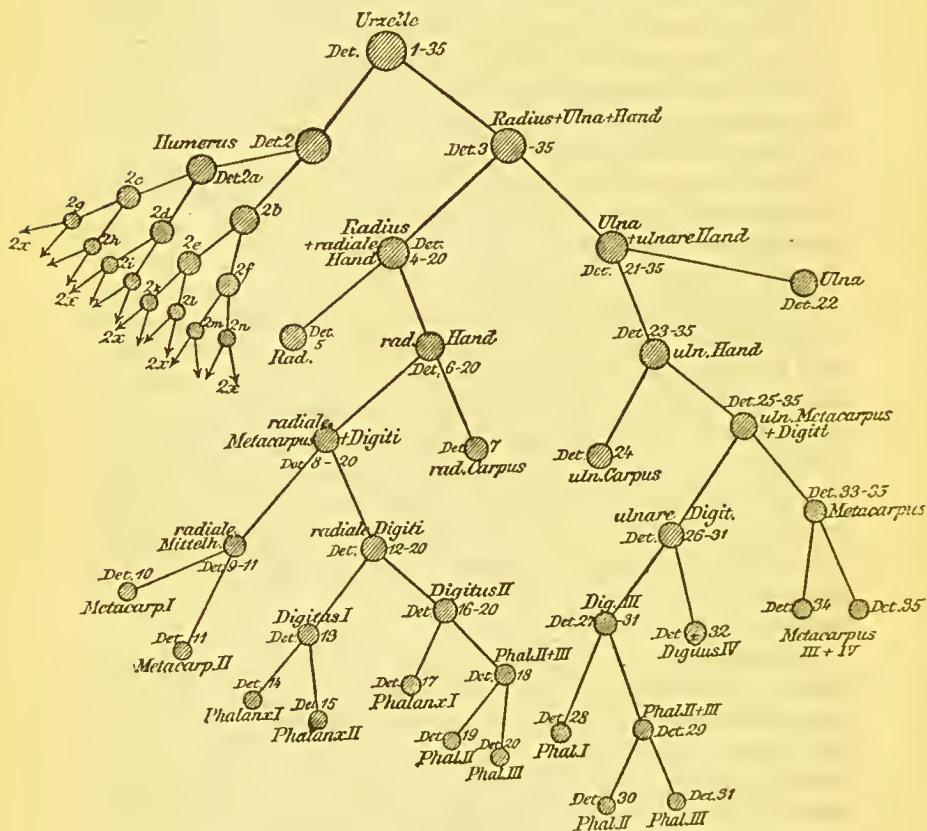 Urzelle
Det. 1-35
Humerus
Det. 2
Det. 2a
Radius+Ulna+Hand
Det. 3 -35
2c
2g
2b
2d
2h
2x
2e
2i
2f
2x
2k
2l
2x
2m
2n
2x
2x
Radius
+radiale Det.
Hand 4-20
Ulna
+ulnare Hand
Det. 21-35
Ulna
Det. 22
Det. 5
Rad.
rad. Hand
Det. 6-20
Det. 23-35
uln. Hand
radiale
Metacarpus +Digiti
Det. 8-20
Det. 7
rad. Carpus
Det. 24
uln. Carpus
Det. 25-35
uln. Metacarpus
+ Digiti
radiale
Mittelh.
Det. 9-11
radiale Digiti
Det. 12-20
ulnare Digit.
Det. 26-31
Det. 33-35
Metacarpus
Det. 10
Metacarp. I
Det. 11
Metacarp. II
Digitus I
Det. 13
Digitus II
Det. 16-20
Dig. III
Det. 27 -31
Det. 32
Digitus IV
Det. 34
Det. 35
Metacarpus
III + IV
Det. 14
Phalanx I
Det. 15
Phalanx II
Det. 17
Phalanx I
Phal. II+III
Det. 18
Det. 19
Phal. II
Det. 20
Phal. III
Det. 28
Phal. I
Phal. II+III
Det. 29
Det. 30
Phal. II
Det. 31
Phal. III